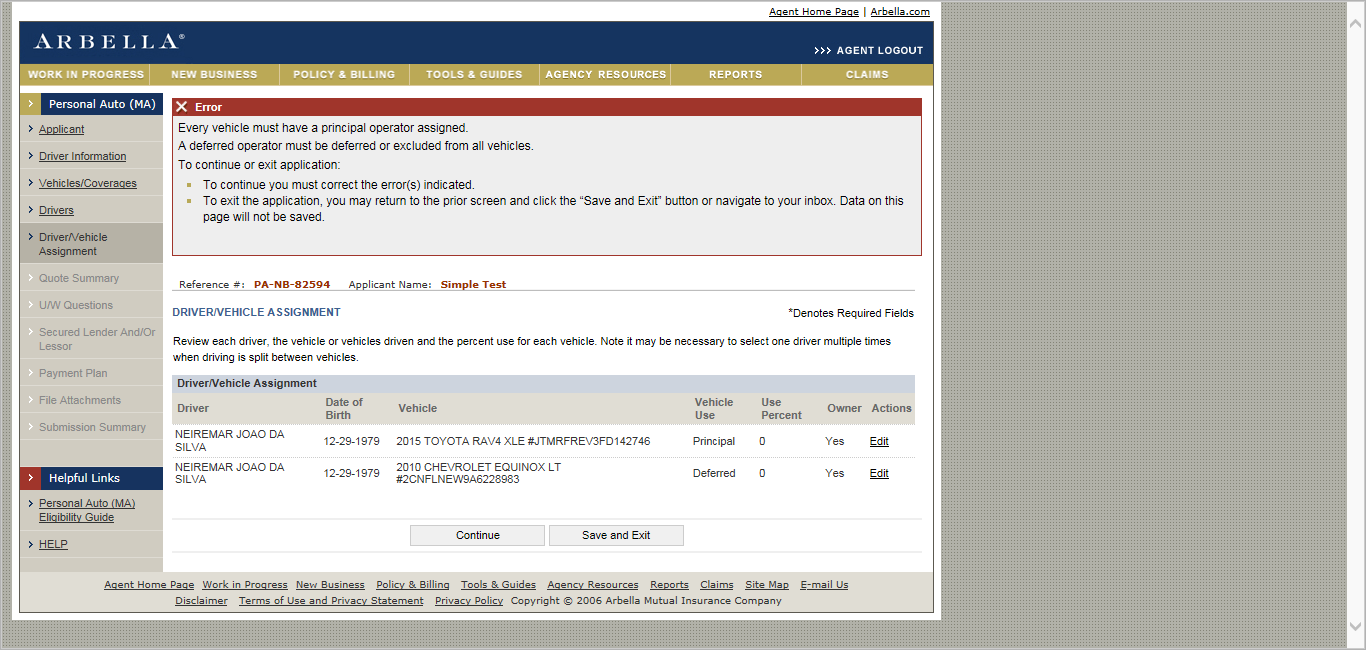 Agent Home Page | Arbella.com
ARBELLA®
>>> AGENT LOGOUT
WORK IN PROGRESS NEW BUSINESS POLICY & BILLING TOOLS & GUIDES AGENCY RESOURCES REPORTS CLAIMS
Personal Auto (MA)
Applicant
Driver Information
Vehicles/Coverages
Drivers
Driver/Vehicle
Assignment
Quote Summary
U/W Questions
Secured Lender And/Or
Lessor
Payment Plan
File Attachments
Submission Summary
Helpful Links
Personal Auto (MA)
Eligibility Guide
HELP
Error
Every vehicle must have a principal operator assigned.
A deferred operator must be deferred or excluded from all vehicles.
To continue or exit application:
To continue you must correct the error(s) indicated.
To exit the application, you may return to the prior screen and click the “Save and Exit” button or navigate to your inbox. Data on this
page will not be saved.
Reference #: PA-NB-82594 Applicant Name: Simple Test
DRIVER/VEHICLE ASSIGNMENT
*Denotes Required Fields
Review each driver, the vehicle or vehicles driven and the percent use for each vehicle. Note it may be necessary to select one driver multiple times
when driving is split between vehicles.
Driver/Vehicle Assignment
Driver Date of Birth Vehicle Vehicle Use Use Percent Owner Actions
NEIREMAR JOAO DA
SILVA
12-29-1979 2015 TOYOTA RAV4 XLE #JTMRFREV3FD142746 Principal 0 Yes Edit
NEIREMAR JOAO DA
SILVA
12-29-1979 2010 CHEVROLET EQUINOX LT
#2CNFLNEW9A6228983
Deferred 0 Yes Edit
Continue Save and Exit
Agent Home Page Work in Progress New Business Policy & Billing Tools & Guides Agency Resources Reports Claims Site Map E-mail Us
Disclaimer Terms of Use and Privacy Statement Privacy Policy Copyright © 2006 Arbella Mutual Insurance Company